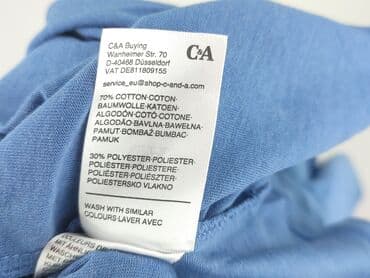 C&A Buying
Wanheimer Str. 70
D-40468 Düsseldorf
VAT DE811809155
service_eu@shop-c-and-a.com
C&A
70% COTTON·COTON·
BAUMWOLLE·KATOEN·
ALGODÓN·COTÓ·COTONE·
ALGODÃO·BAVLNA·BAWEŁNA·
PAMUT·BOMBAŽ·BUMBAC·
PAMUK
30% POLYESTER·POLIESTER·
POLIÉSTER·POLIESTERE·
POLIÈSTER·POLIÉSZTER·
POLIESTERSKO VLAKNO
WASH WITH SIMILAR
COLOURS·LAVER AVEC
COULEURS